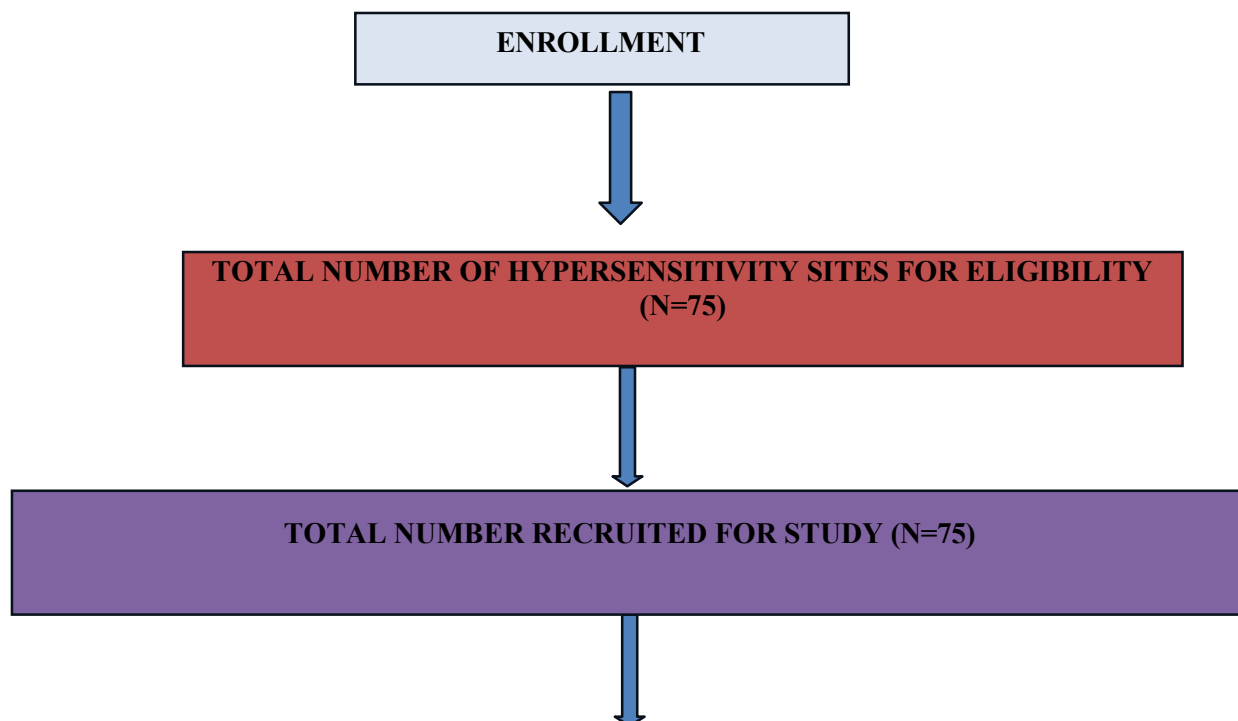 ENROLLMENT
TOTAL NUMBER OF HYPERSENSITIVITY SITES FOR ELIGIBILITY
(N=75)
TOTAL NUMBER RECRUITED FOR STUDY (N=75)